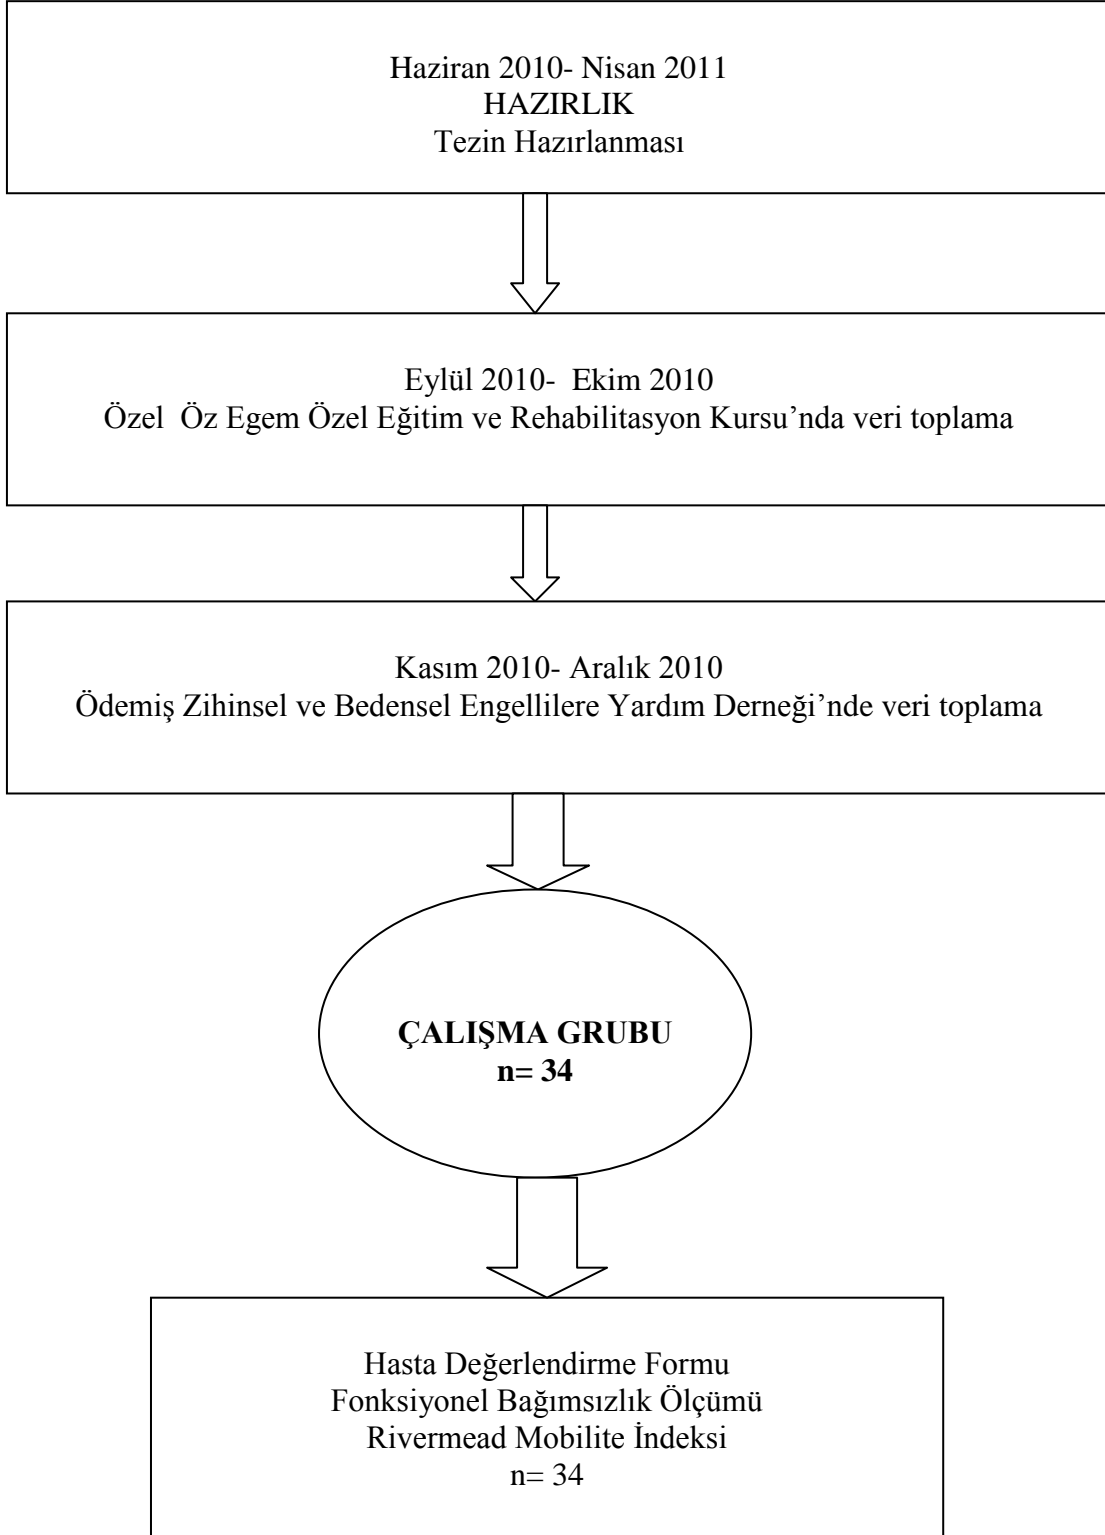 Haziran 2010- Nisan 2011
HAZIRLIK
Tezin Hazırlanması
Eylül 2010-  Ekim 2010
Özel  Öz Egem Özel Eğitim ve Rehabilitasyon Kursu’nda veri toplama
Kasım 2010- Aralık 2010
Ödemiş Zihinsel ve Bedensel Engellilere Yardım Derneği’nde veri toplama
ÇALIŞMA GRUBU
n= 34
Hasta Değerlendirme Formu
Fonksiyonel Bağımsızlık Ölçümü
Rivermead Mobilite İndeksi
n= 34